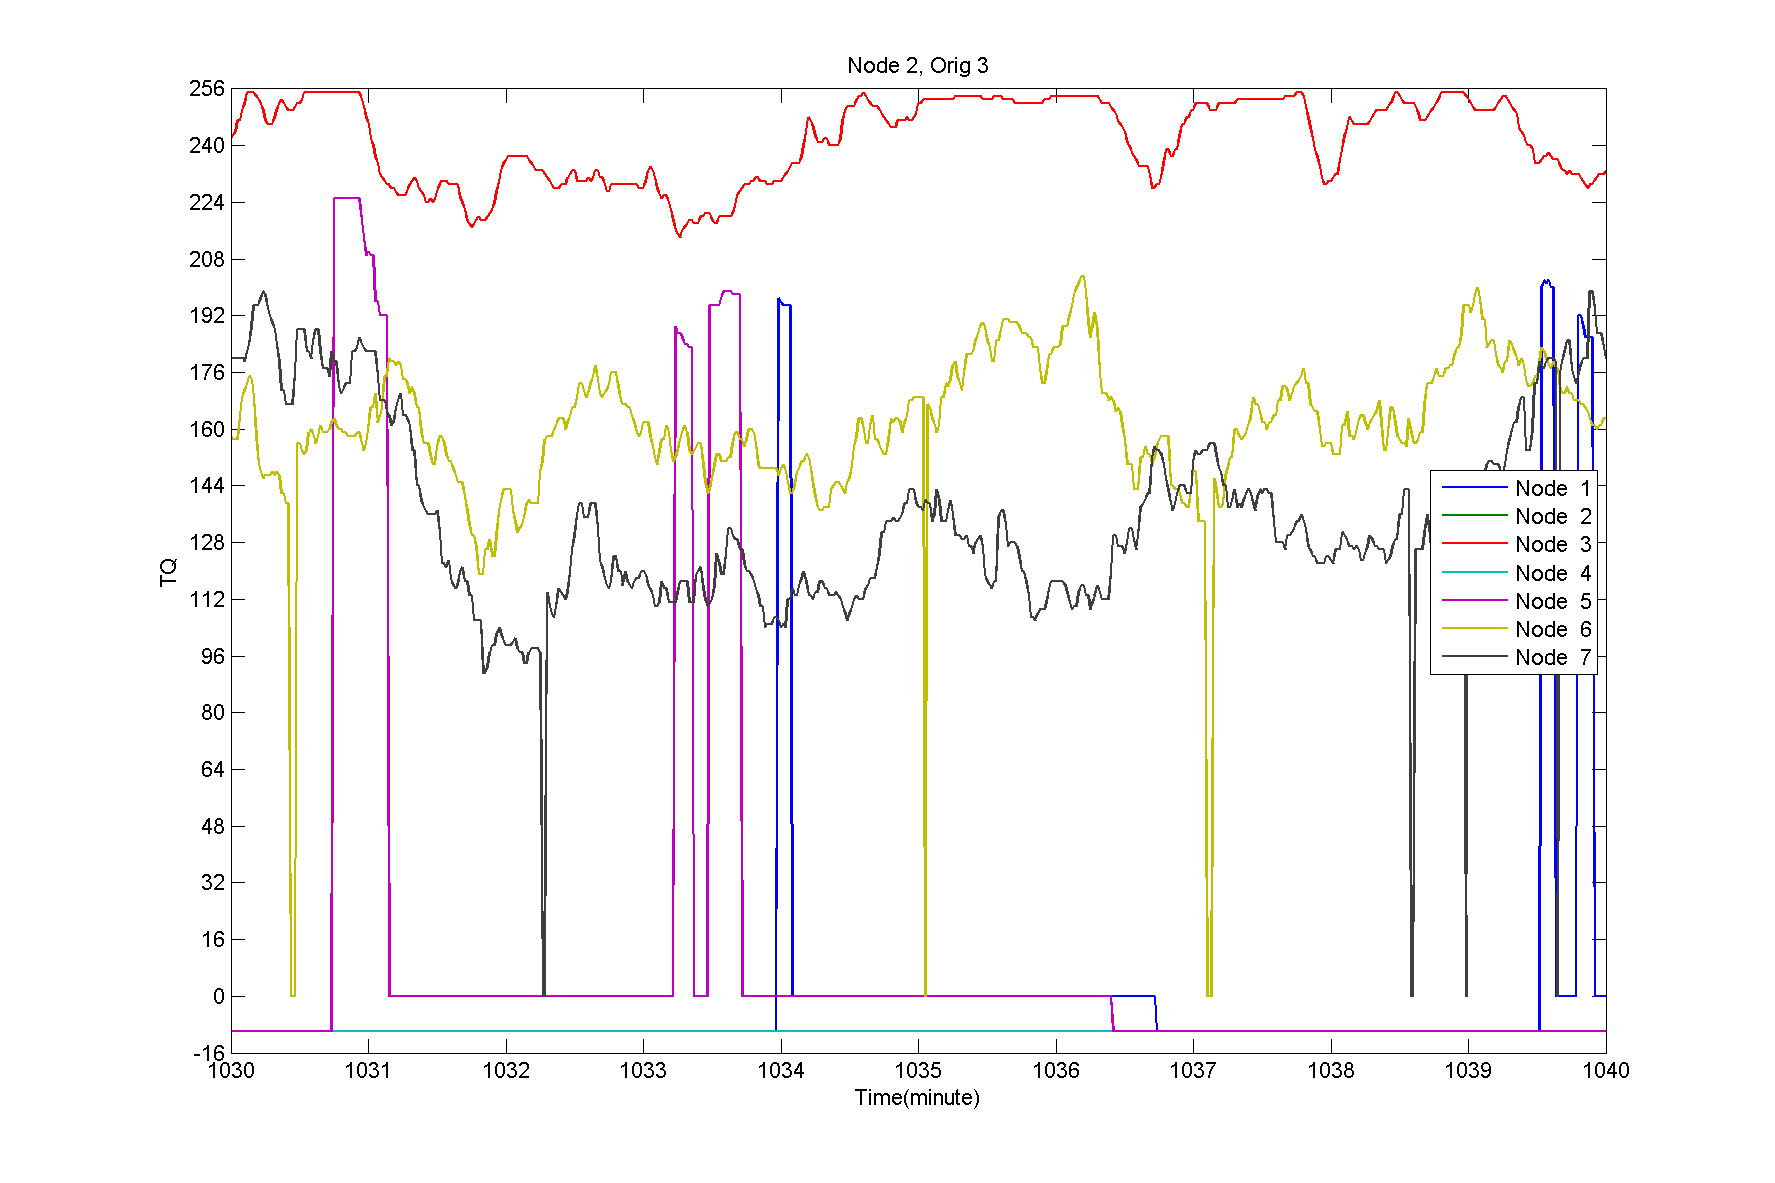 Node 2, Orig 3
256
240
224
208
192
176
160
144
128
112
96
80
64
48
32
16
0
-16
TQ
Node 1
Node 2
Node 3
Node 4
Node 5
Node 6
Node 7
1030 1031 1032 1033 1034 1035 1036 1037 1038 1039 1040
Time(minute)